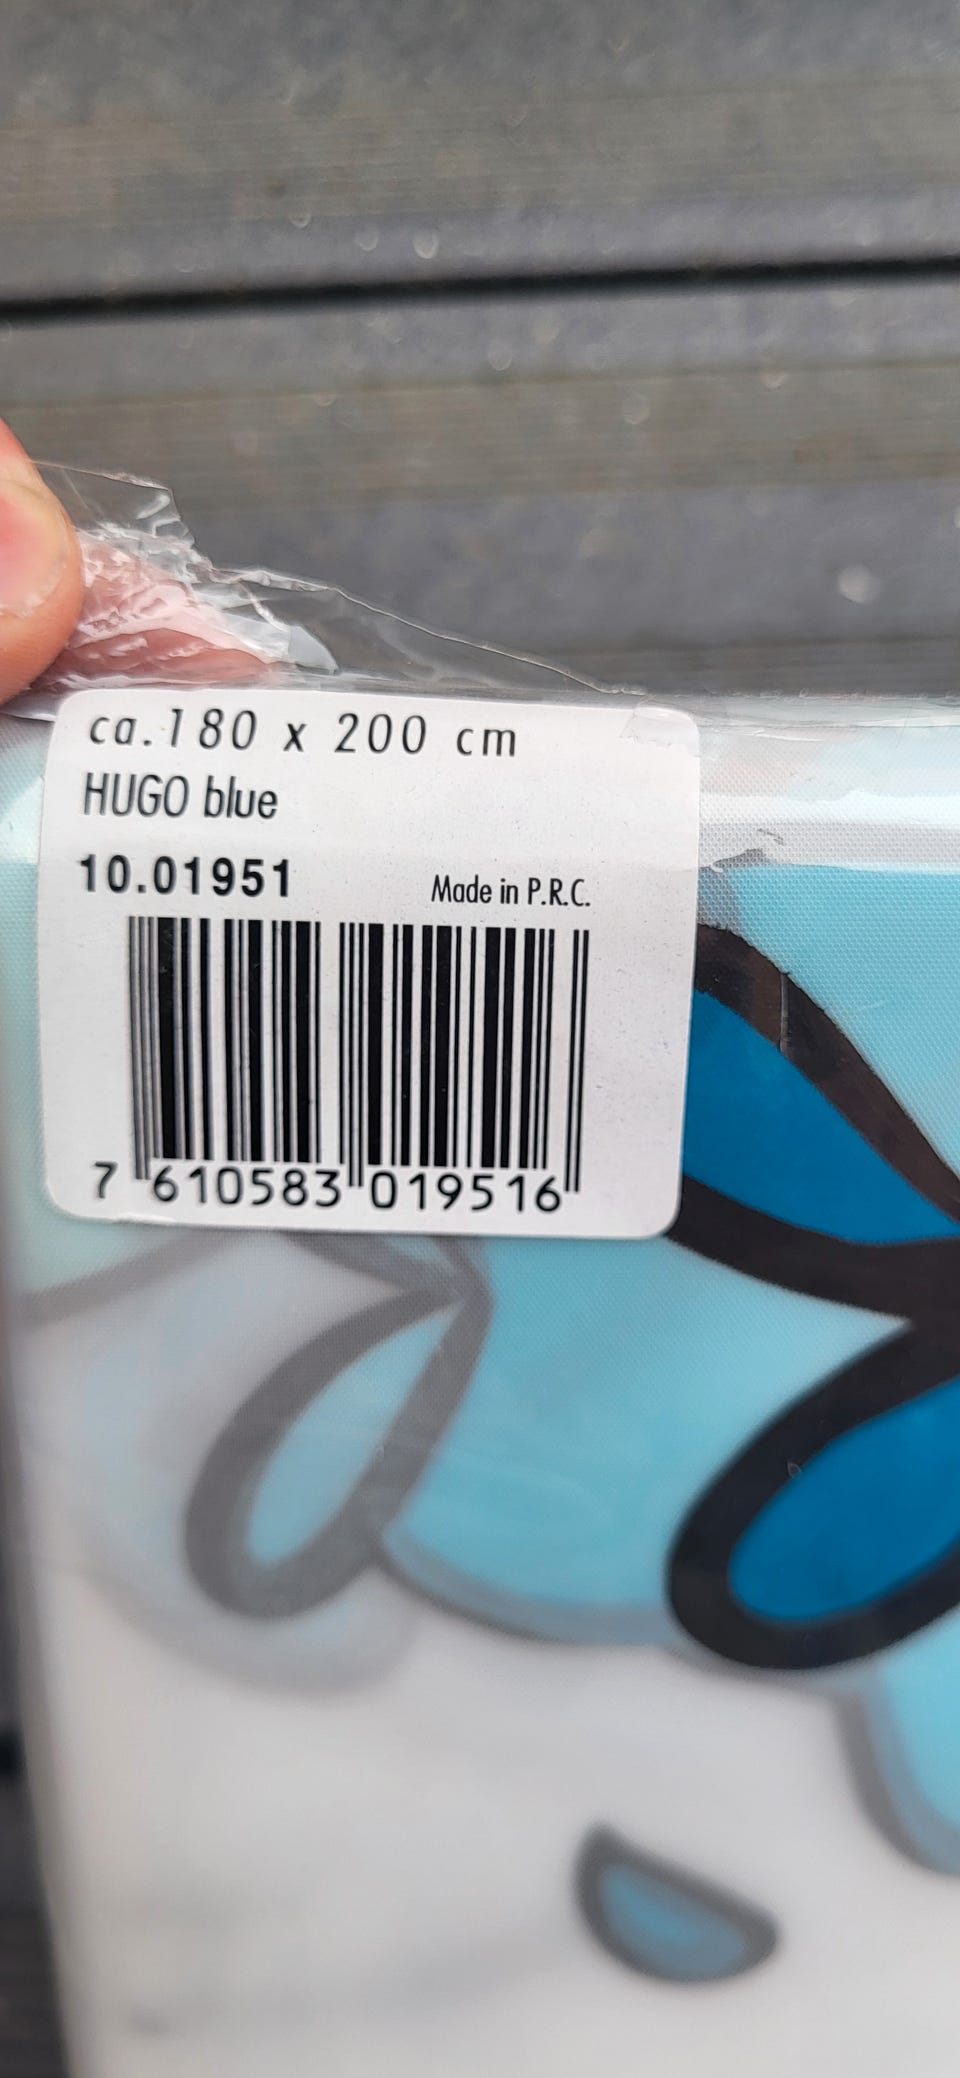 ca.180 x 200 cm
HUGO blue
10.01951
Made in P.R.C.
7 610583 019516